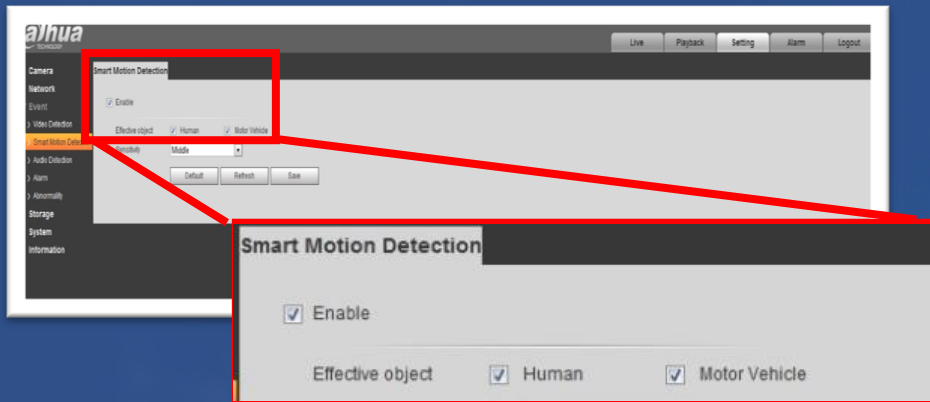 alhua
TECHNOLOGY
Live Playback Setting Alarm Logout
Camera
Network
Event
> Video Detection
> Smart Motion Detec
> Audio Detection
> Alarm
> Abnormality
Storage
System
Information
Smart Motion Detection
Enable
Effective object Human Motor Vehicle
Sensitivity Middle
Default Refresh Save
Smart Motion Detection
Enable
Effective object Human Motor Vehicle